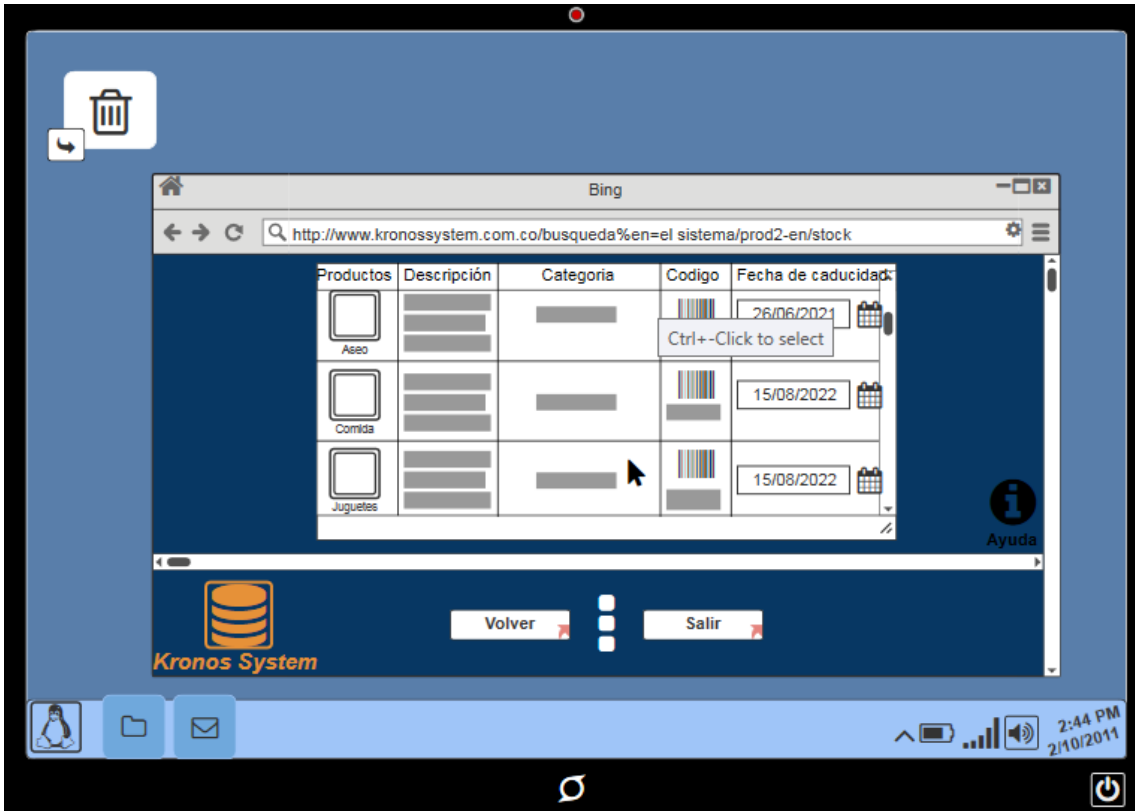 Bing
http://www.kronossystem.com.co/busqueda%en=el sistema/prod2-en/stock
Productos Descripción Categoria Codigo Fecha de caducidad
26/06/2021
Ctrl+-Click to select
Aseo
15/08/2022
Comida
15/08/2022
Juguetes
Ayuda
Volver Salir
Kronos System
2:44 PM
2/10/2011